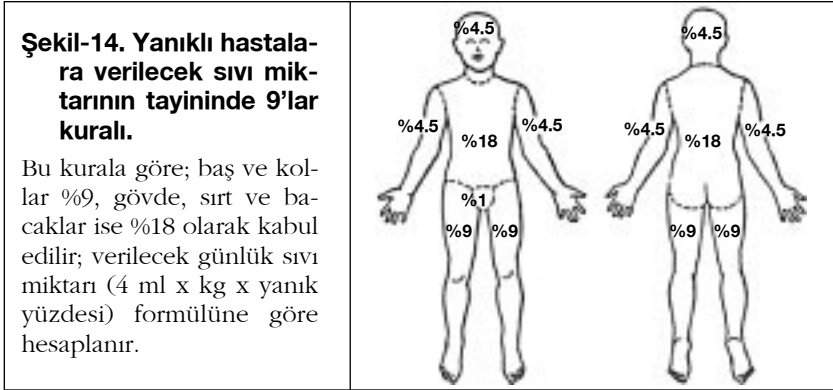 Şekil-14. Yanıklı hastala-
ra verilecek sıvı mik-
tarının tayininde 9’lar
kuralı.
Bu kurala göre; baş ve kol-
lar %9, gövde, sırt ve ba-
caklar ise %18 olarak kabul
edilir; verilecek günlük sıvı
miktarı (4 ml x kg x yanık
yüzdesi) formülüne göre
hesaplanır.
%4.5
%4.5
%18
%4.5
%1
%9
%9
%4.5
%4.5
%18
%4.5
%9
%9